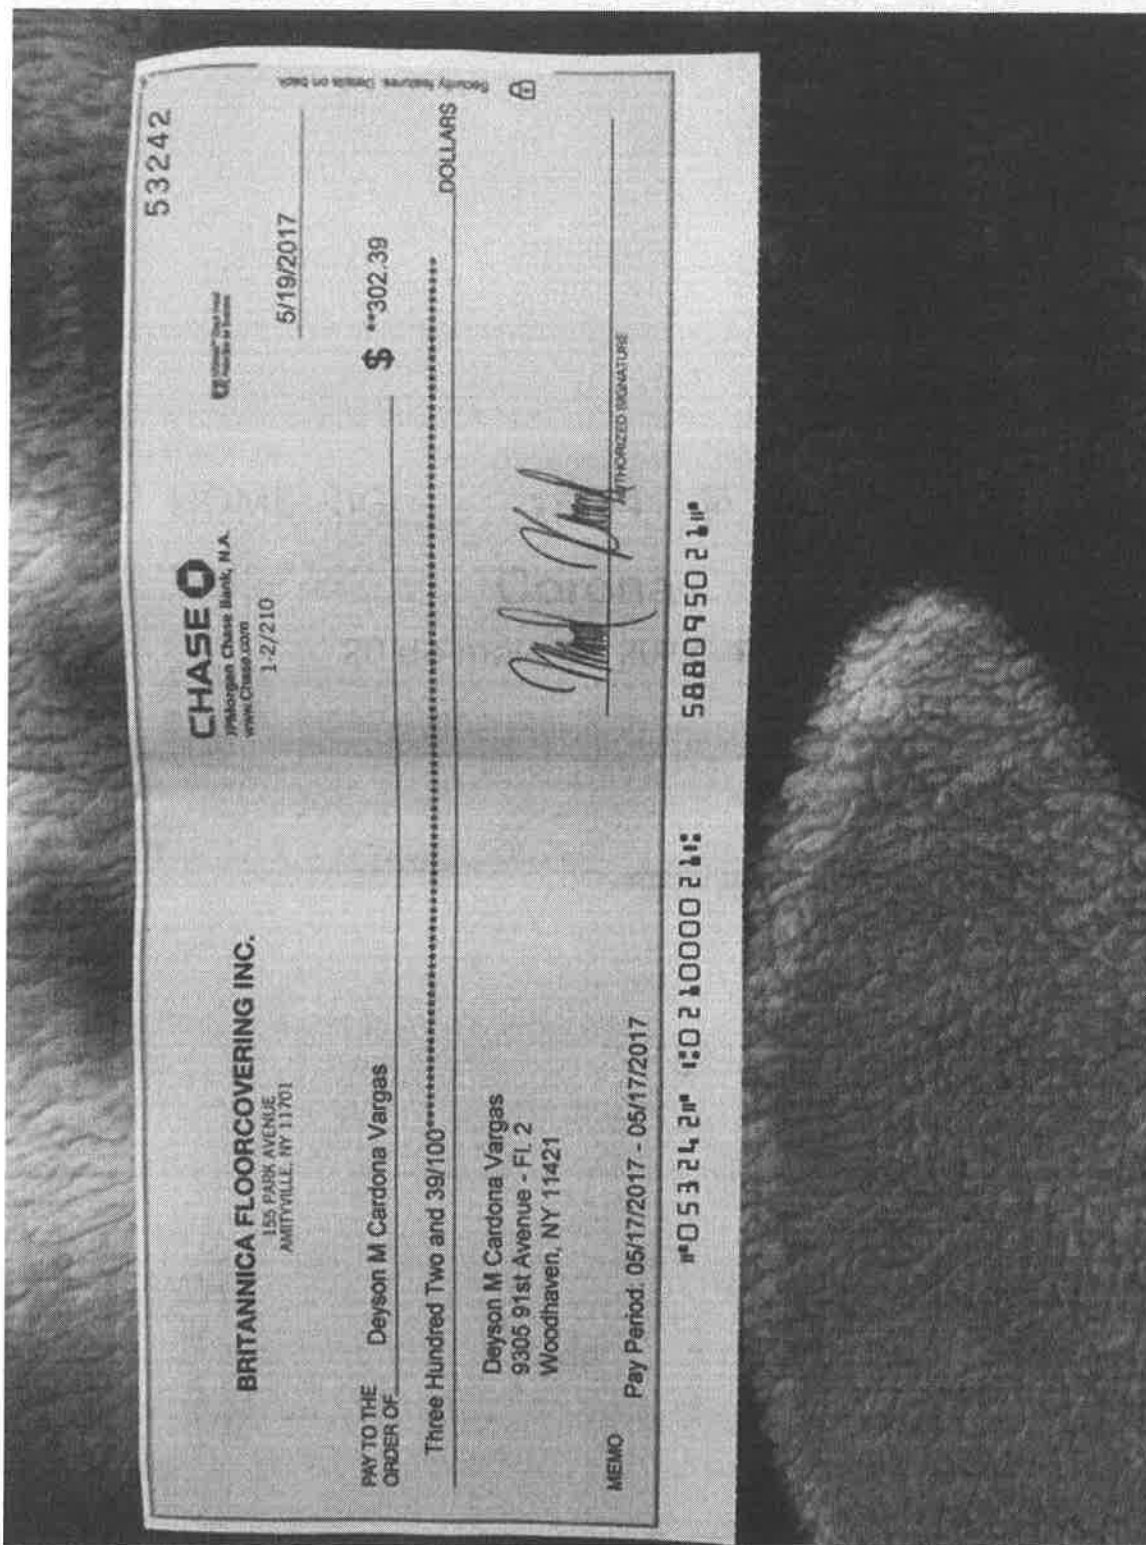 53242
BRITANNICA FLOORCOVERING INC.
155 PARK AVENUE
AMITYVILLE, NY 11701
CHASE
JPMorgan Chase Bank, N.A.
www.Chase.com
1-2/210
5/19/2017
PAY TO THE
ORDER OF Deyson M Cardona Vargas $ **302.39
Three Hundred Two and 39/100****************************************************************************** DOLLARS
Security features. Details on back.
Deyson M Cardona Vargas
9305 91st Avenue - FL 2
Woodhaven, NY 11421
AUTHORIZED SIGNATURE
MEMO
Pay Period: 05/17/2017 - 05/17/2017
⑈053242⑈ ⑆021000021⑆ 588095021⑈